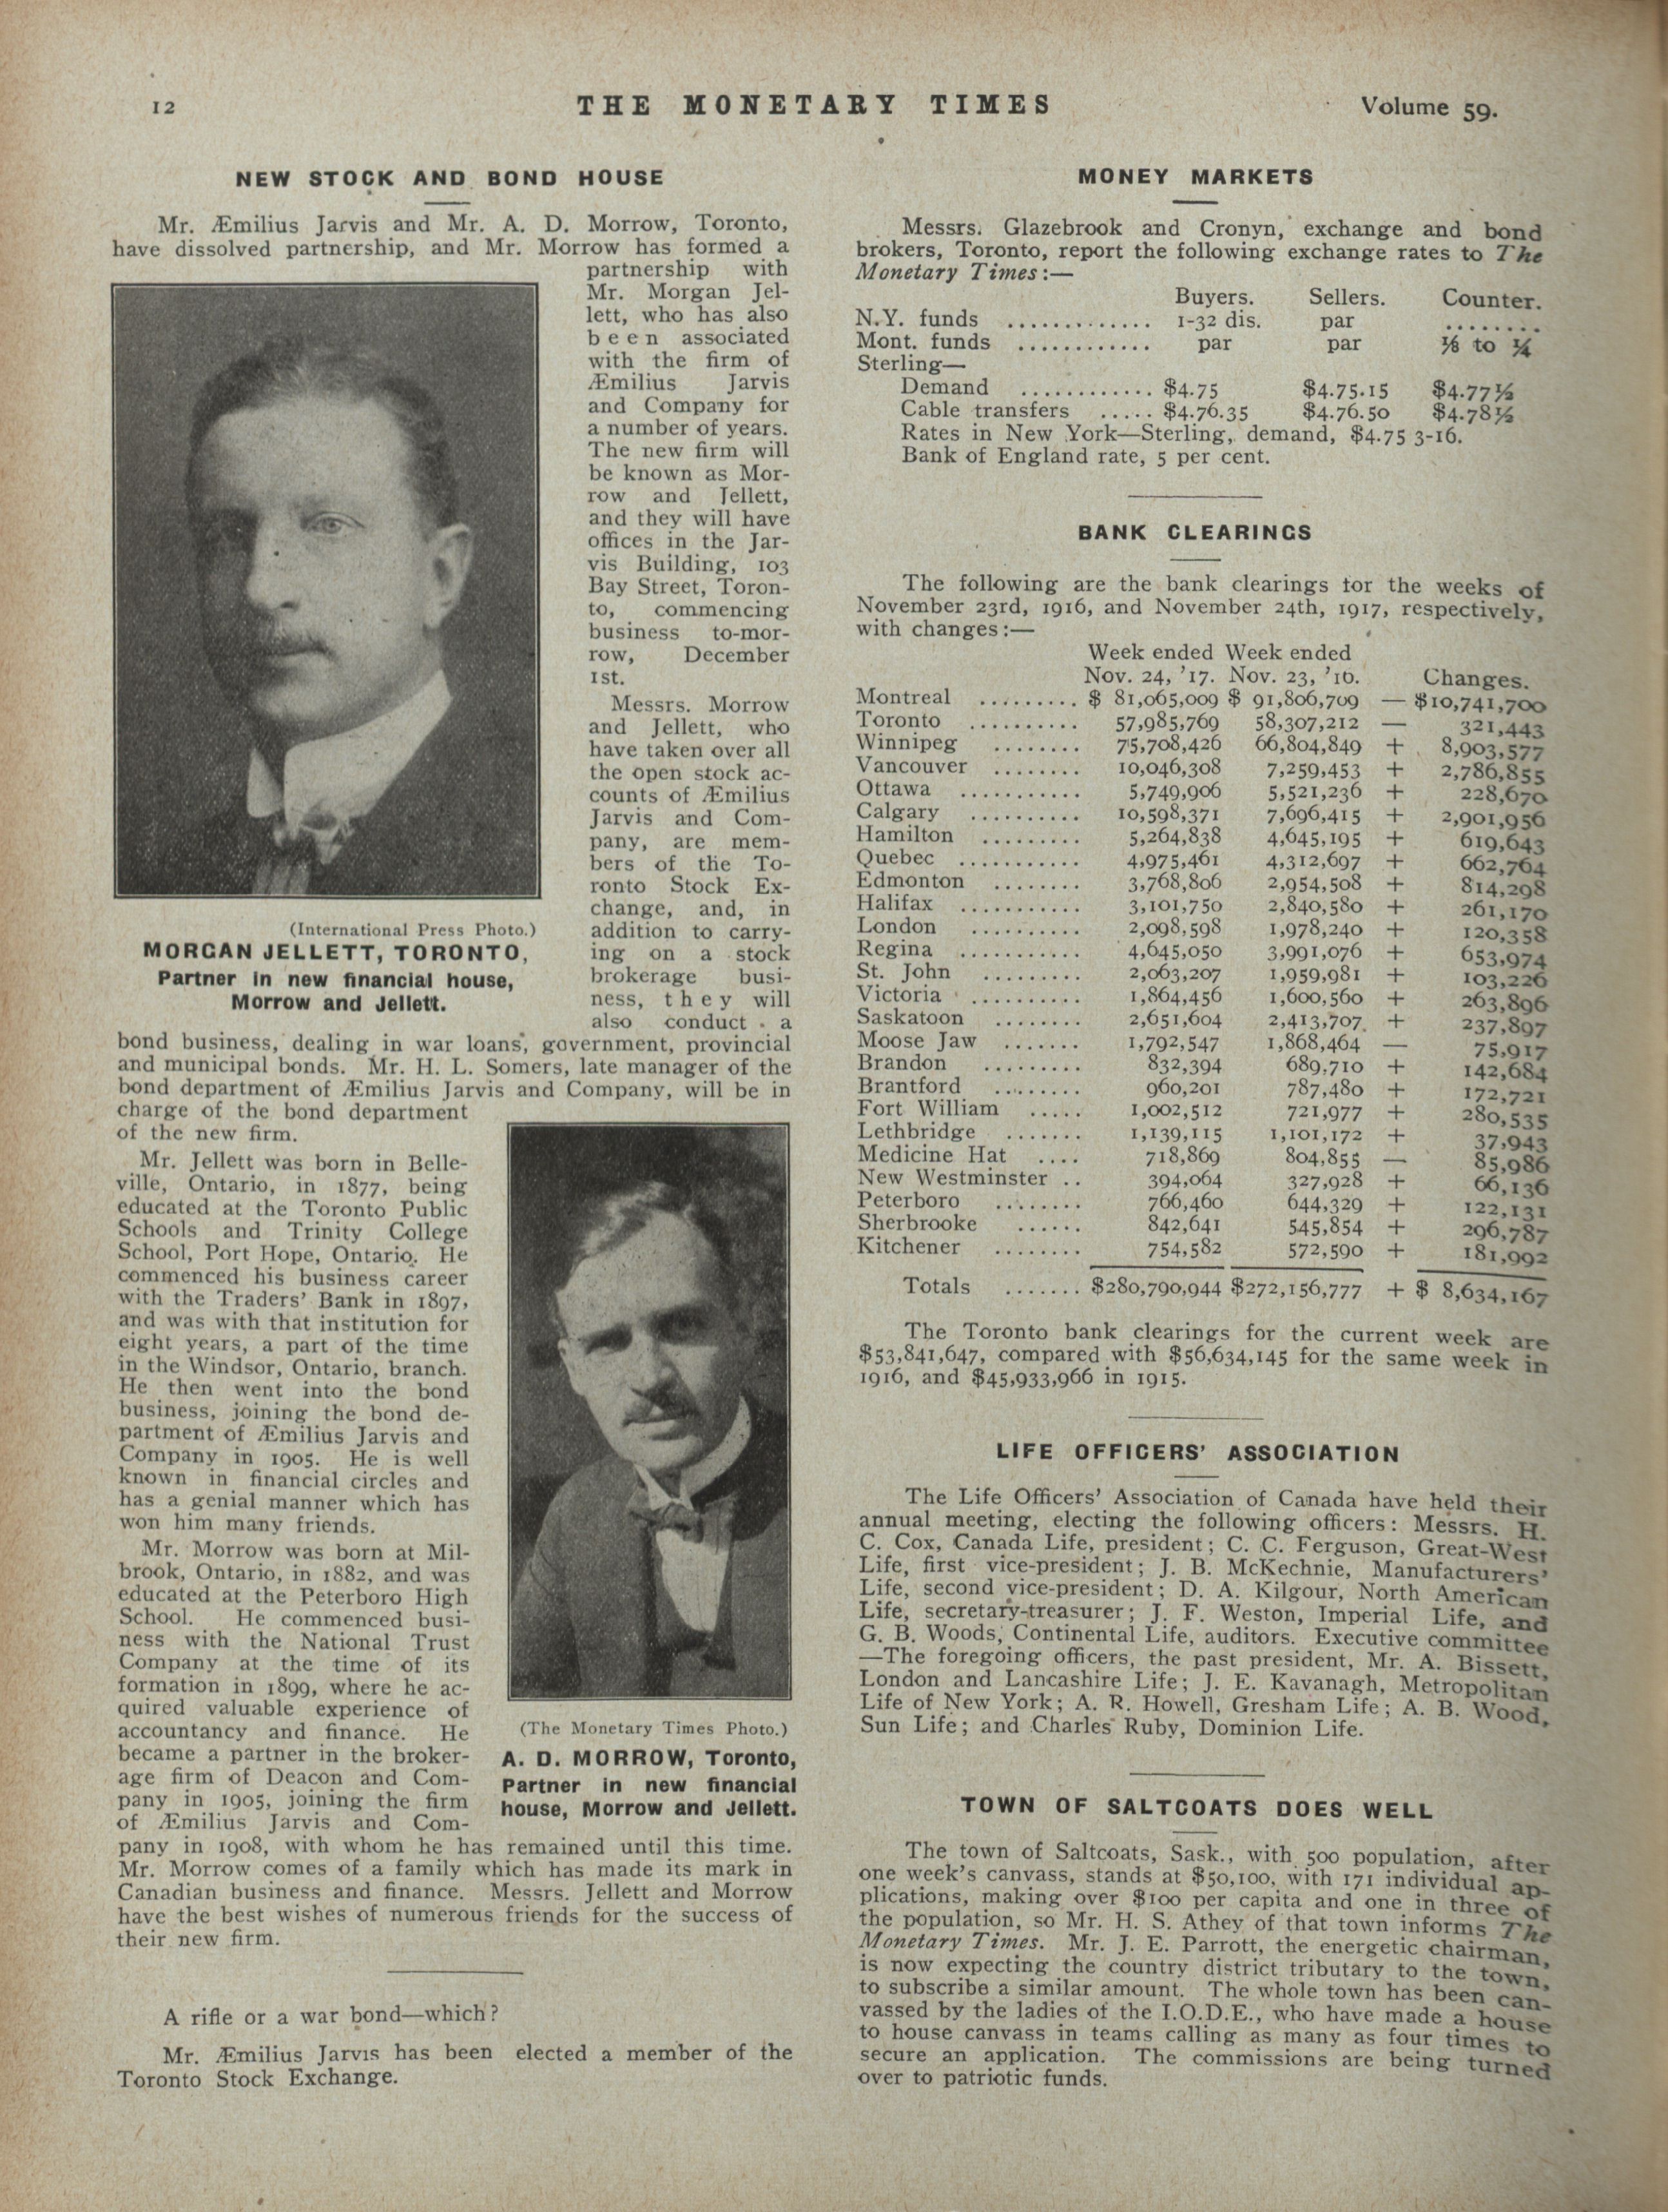 12
THE MONETARY TIMES
Volume 59.
NEW STOCK AND BOND HOUSE
Mr. Æmilius Jarvis and Mr. A. D. Morrow, Toronto,
have dissolved partnership, and Mr. Morrow has formed a
partnership with
Mr. Morgan Jel-
lett, who has also
been associated
with the firm of
Æmilius Jarvis
and Company for
a number of years.
The new firm will
be known as Mor-
row and Jellett,
and they will have
offices in the Jar-
vis Building, 103
Bay Street, Toron-
to, commencing
business to-mor-
row, December
1st.
Messrs. Morrow
and Jellett, who
have taken over all
the open stock ac-
counts of Æmilius
Jarvis and Com-
pany, are mem-
bers of the To-
ronto Stock Ex-
change, and, in
addition to carry-
ing on a stock
brokerage busi-
ness, they will
also conduct a
(International Press Photo.)
MORGAN JELLETT, TORONTO,
Partner in new financial house,
Morrow and Jellett.
bond business, dealing in war loans, government, provincial
and municipal bonds. Mr. H. L. Somers, late manager of the
bond department of Æmilius Jarvis and Company, will be in
charge of the bond department
of the new firm.
Mr. Jellett was born in Belle-
ville, Ontario, in 1877, being
educated at the Toronto Public
Schools and Trinity College
School, Port Hope, Ontario. He
commenced his business career
with the Traders' Bank in 1897,
and was with that institution for
eight years, a part of the time
in the Windsor, Ontario, branch.
He then went into the bond
business, joining the bond de-
partment of Æmilius Jarvis and
Company in 1905. He is well
known in financial circles and
has a genial manner which has
won him many friends.
Mr. Morrow was born at Mil-
brook, Ontario, in 1882, and was
educated at the Peterboro High
School. He commenced busi-
ness with the National Trust
Company at the time of its
formation in 1899, where he ac-
quired valuable experience of
accountancy and finance. He
became a partner in the broker-
age firm of Deacon and Com-
pany in 1905, joining the firm
of Æmilius Jarvis and Com-
(The Monetary Times Photo.)
A. D. MORROW, Toronto,
Partner in new financial
house, Morrow and Jellett.
pany in 1908, with whom he has remained until this time.
Mr. Morrow comes of a family which has made its mark in
Canadian business and finance. Messrs. Jellett and Morrow
have the best wishes of numerous friends for the success of
their new firm.
A rifle or a war bond—which?
Mr. Æmilius Jarvis has been elected a member of the
Toronto Stock Exchange.
MONEY MARKETS
Messrs. Glazebrook and Cronyn, exchange and bond
brokers, Toronto, report the following exchange rates to The
Monetary Times:—
Buyers. Sellers. Counter.
N.Y. funds ............. 1-32 dis. par ........
Mont. funds ............ par par ⅛ to ¼
Sterling—
Demand ............ $4.75 $4.75.15 $4.77½
Cable transfers ..... $4.76.35 $4.76.50 $4.78½
Rates in New York—Sterling, demand, $4.75 3-16.
Bank of England rate, 5 per cent.
BANK CLEARINGS
The following are the bank clearings for the weeks of
November 23rd, 1916, and November 24th, 1917, respectively,
with changes:—
Week ended Week ended
Nov. 24, '17. Nov. 23, '16. Changes.
Montreal ......... $ 81,065,009 $ 91,806,709 — $10,741,700
Toronto .......... 57,985,769 58,307,212 — 321,443
Winnipeg ........ 75,708,426 66,804,849 + 8,903,577
Vancouver ........ 10,046,308 7,259,453 + 2,786,855
Ottawa ........... 5,749,906 5,521,236 + 228,670
Calgary .......... 10,598,371 7,696,415 + 2,901,956
Hamilton ......... 5,264,838 4,645,195 + 619,643
Quebec ........... 4,975,461 4,312,697 + 662,764
Edmonton ........ 3,768,806 2,954,508 + 814,298
Halifax ........... 3,101,750 2,840,580 + 261,170
London .......... 2,098,598 1,978,240 + 120,358
Regina ........... 4,645,050 3,991,076 + 653,974
St. John ......... 2,063,207 1,959,981 + 103,226
Victoria .......... 1,864,456 1,600,560 + 263,896
Saskatoon ........ 2,651,604 2,413,707 + 237,897
Moose Jaw ....... 1,792,547 1,868,464 — 75,917
Brandon ......... 832,394 689,710 + 142,684
Brantford ........ 960,201 787,480 + 172,721
Fort William ..... 1,002,512 721,977 + 280,535
Lethbridge ....... 1,139,115 1,101,172 + 37,943
Medicine Hat .... 718,869 804,855 — 85,986
New Westminster .. 394,064 327,928 + 66,136
Peterboro ........ 766,460 644,329 + 122,131
Sherbrooke ...... 842,641 545,854 + 296,787
Kitchener ........ 754,582 572,590 + 181,992
Totals ....... $280,790,944 $272,156,777 + $ 8,634,167
The Toronto bank clearings for the current week are
$53,841,647, compared with $56,634,145 for the same week in
1916, and $45,933,966 in 1915.
LIFE OFFICERS' ASSOCIATION
The Life Officers' Association of Canada have held their
annual meeting, electing the following officers: Messrs. H.
C. Cox, Canada Life, president; C. C. Ferguson, Great-West
Life, first vice-president; J. B. McKechnie, Manufacturers'
Life, second vice-president; D. A. Kilgour, North American
Life, secretary-treasurer; J. F. Weston, Imperial Life, and
G. B. Woods, Continental Life, auditors. Executive committee
—The foregoing officers, the past president, Mr. A. Bissett,
London and Lancashire Life; J. E. Kavanagh, Metropolitan
Life of New York; A. R. Howell, Gresham Life; A. B. Wood,
Sun Life; and Charles Ruby, Dominion Life.
TOWN OF SALTCOATS DOES WELL
The town of Saltcoats, Sask., with 500 population, after
one week's canvass, stands at $50,100, with 171 individual ap-
plications, making over $100 per capita and one in three of
the population, so Mr. H. S. Athey of that town informs The
Monetary Times. Mr. J. E. Parrott, the energetic chairman,
is now expecting the country district tributary to the town,
to subscribe a similar amount. The whole town has been can-
vassed by the ladies of the I.O.D.E., who have made a house
to house canvass in teams calling as many as four times to
secure an application. The commissions are being turned
over to patriotic funds.